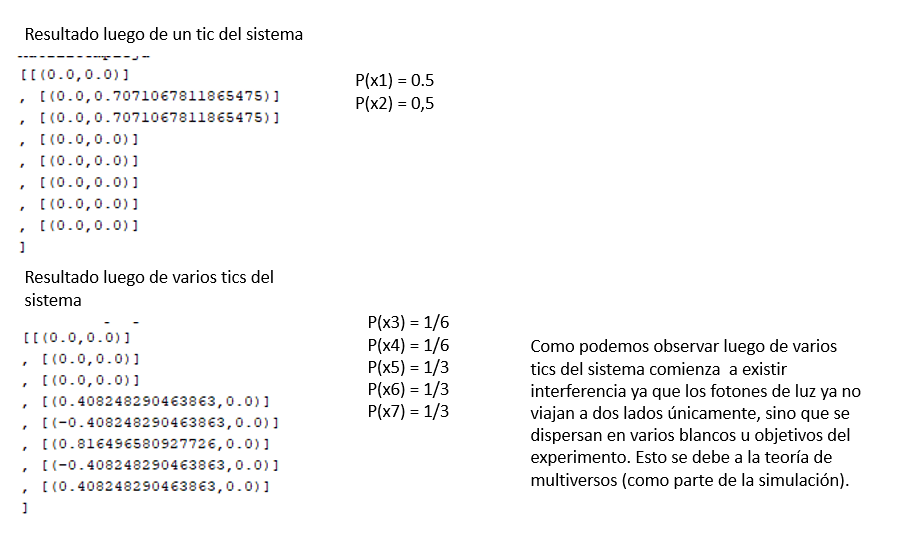 Resultado luego de un tic del sistema
[[(0.0,0.0)]
, [(0.0,0.7071067811865475)]
, [(0.0,0.7071067811865475)]
, [(0.0,0.0)]
, [(0.0,0.0)]
, [(0.0,0.0)]
, [(0.0,0.0)]
, [(0.0,0.0)]
]
P(x1) = 0.5
P(x2) = 0,5
Resultado luego de varios tics del
sistema
[[(0.0,0.0)]
, [(0.0,0.0)]
, [(0.0,0.0)]
, [(0.408248290463863,0.0)]
, [(-0.408248290463863,0.0)]
, [(0.816496580927726,0.0)]
, [(-0.408248290463863,0.0)]
, [(0.408248290463863,0.0)]
]
P(x3) = 1/6
P(x4) = 1/6
P(x5) = 1/3
P(x6) = 1/3
P(x7) = 1/3
Como podemos observar luego de varios
tics del sistema comienza  a existir
interferencia ya que los fotones de luz ya no
viajan a dos lados únicamente, sino que se
dispersan en varios blancos u objetivos del
experimento. Esto se debe a la teoría de
multiversos (como parte de la simulación).